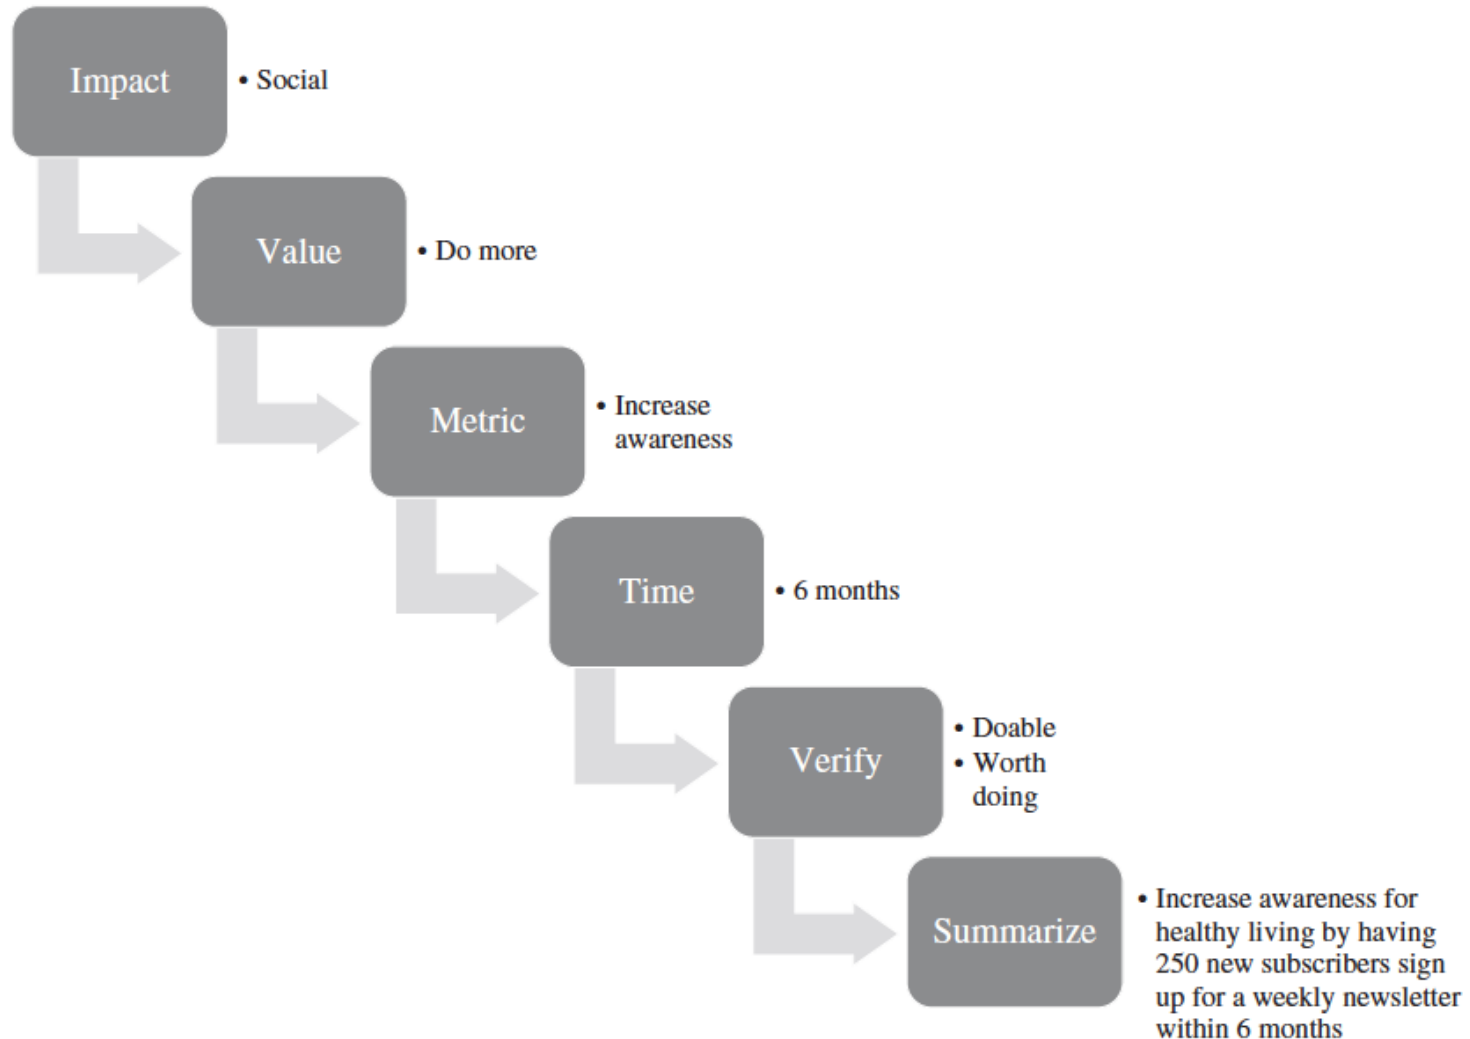 Impact
• Social
Value
• Do more
Metric
• Increase
awareness
Time
• 6 months
Verify
• Doable
• Worth
doing
Summarize
• Increase awareness for
healthy living by having
250 new subscribers sign
up for a weekly newsletter
within 6 months